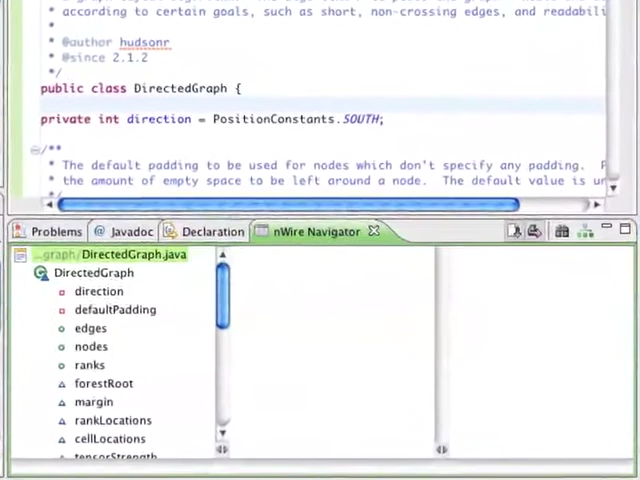 * according to certain goals, such as short, non-crossing edges, and
*
* @author hudsonr
* @since 2.1.2
*/
public class DirectedGraph {
private int direction = PositionConstants.SOUTH;
/**
* The default padding to be used for nodes which don't specify any padding.
* the amount of empty space to be left around a node. The default value is
Problems
@ Javadoc
Declaration
nWire Navigator
...graph/DirectedGraph.java
DirectedGraph
direction
defaultPadding
edges
nodes
ranks
forestRoot
margin
rankLocations
cellLocations
tensorStrength